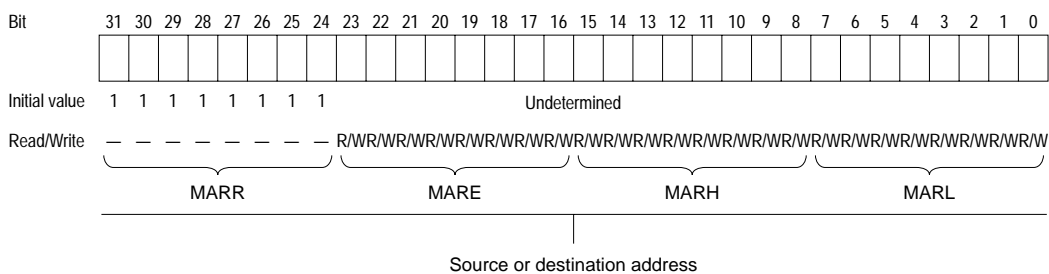 Bit 31 30 29 28 27 26 25 24 23 22 21 20 19 18 17 16 15 14 13 12 11 10 9 8 7 6 5 4 3 2 1 0
Initial value 1 1 1 1 1 1 1 1 Undetermined
Read/Write — — — — — — — — R/WR/WR/WR/WR/WR/WR/WR/WR/WR/WR/WR/WR/WR/WR/WR/WR/WR/WR/WR/WR/WR/WR/WR/W
MARR MARE MARH MARL
Source or destination address